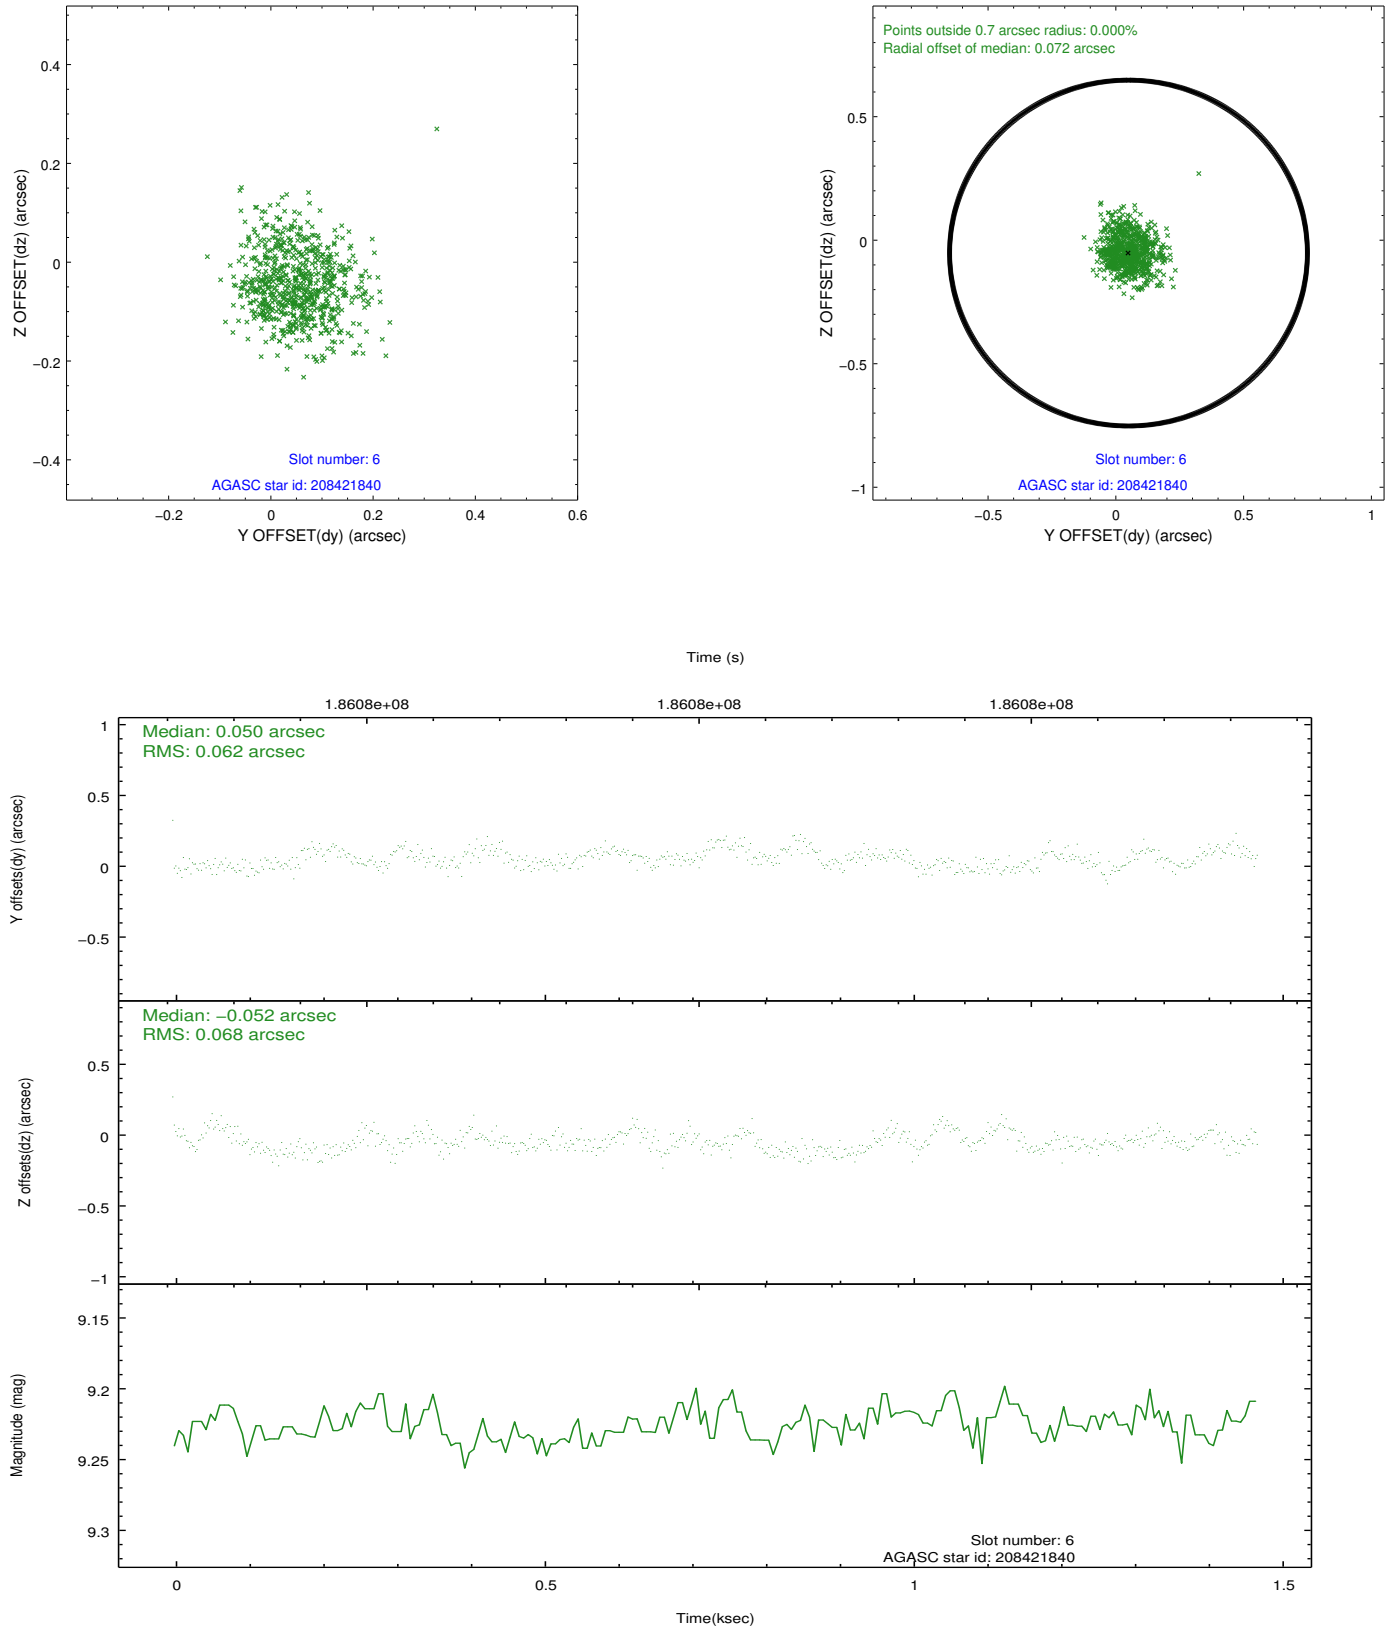 0.4
0.2
0
−0.2
−0.4
Z OFFSET(dz) (arcsec)
Slot number: 6
AGASC star id: 208421840
−0.2 0 0.2 0.4 0.6
Y OFFSET(dy) (arcsec)
Points outside 0.7 arcsec radius: 0.000%
Radial offset of median: 0.072 arcsec
0.5
0
−0.5
−1
Z OFFSET(dz) (arcsec)
Slot number: 6
AGASC star id: 208421840
−0.5 0 0.5 1
Y OFFSET(dy) (arcsec)
Time (s)
1.8608e+08 1.8608e+08 1.8608e+08
Median: 0.050 arcsec
RMS: 0.062 arcsec
1
0.5
0
−0.5
Y offsets(dy) (arcsec)
Median: −0.052 arcsec
RMS: 0.068 arcsec
0.5
0
−0.5
−1
Z offsets(dz) (arcsec)
9.15
9.2
9.25
9.3
Magnitude (mag)
Slot number: 6
AGASC star id: 208421840
0 0.5 1 1.5
Time(ksec)